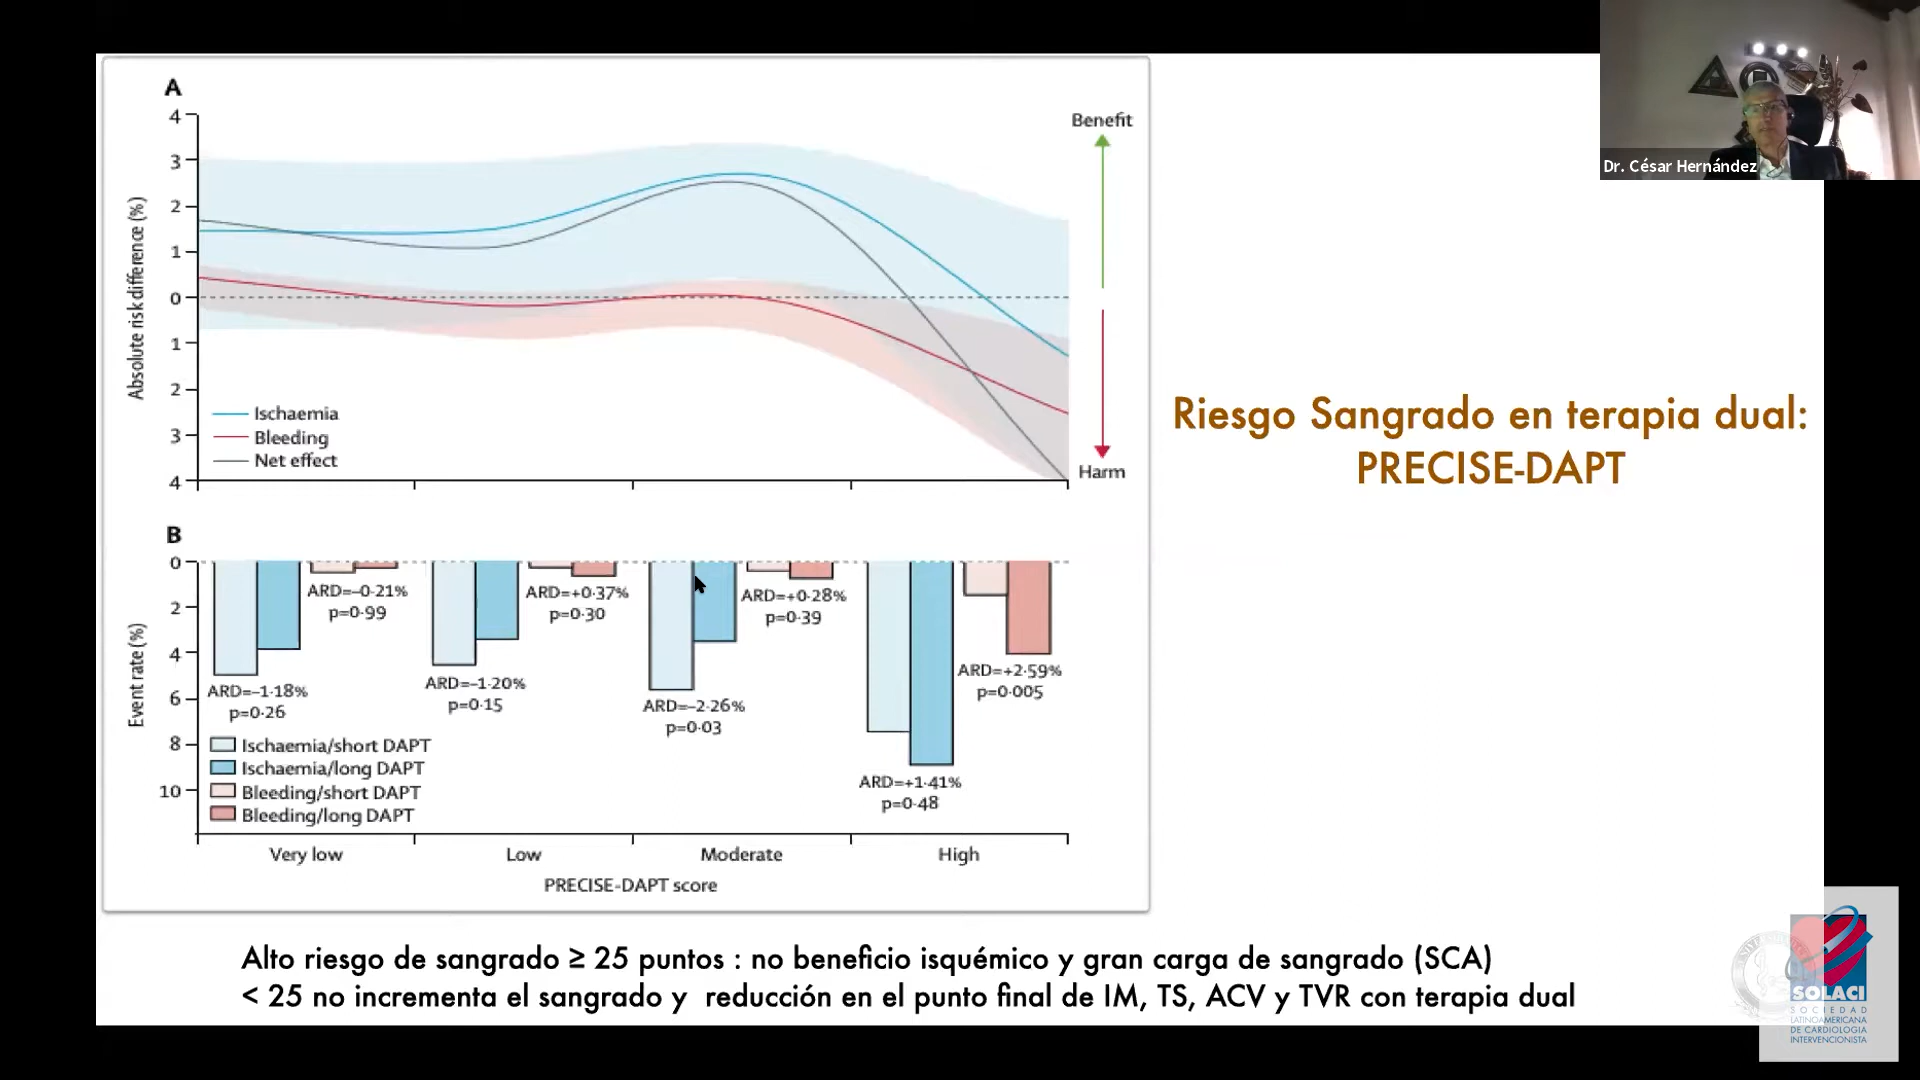 A
4
3
2
1
0
1
2
3
4
Absolute risk difference (%)
Ischaemia
Bleeding
Net effect
Benefit
Harm
B
0
2
4
6
8
10
Event rate (%)
ARD=–0·21%
p=0·99
ARD=+0·37%
p=0·30
ARD=+0·28%
p=0·39
ARD=+2·59%
p=0·005
ARD=–1·18%
p=0·26
ARD=–1·20%
p=0·15
ARD=–2·26%
p=0·03
ARD=+1·41%
p=0·48
Ischaemia/short DAPT
Ischaemia/long DAPT
Bleeding/short DAPT
Bleeding/long DAPT
Very low
Low
Moderate
High
PRECISE-DAPT score
Dr. César Hernández
Riesgo Sangrado en terapia dual:
PRECISE-DAPT
Alto riesgo de sangrado ≥ 25 puntos : no beneficio isquémico y gran carga de sangrado (SCA)
< 25 no incrementa el sangrado y reducción en el punto final de IM, TS, ACV y TVR con terapia dual
SOLACI
SOCIEDAD
LATINOAMERICANA
DE CARDIOLOGIA
INTERVENCIONISTA